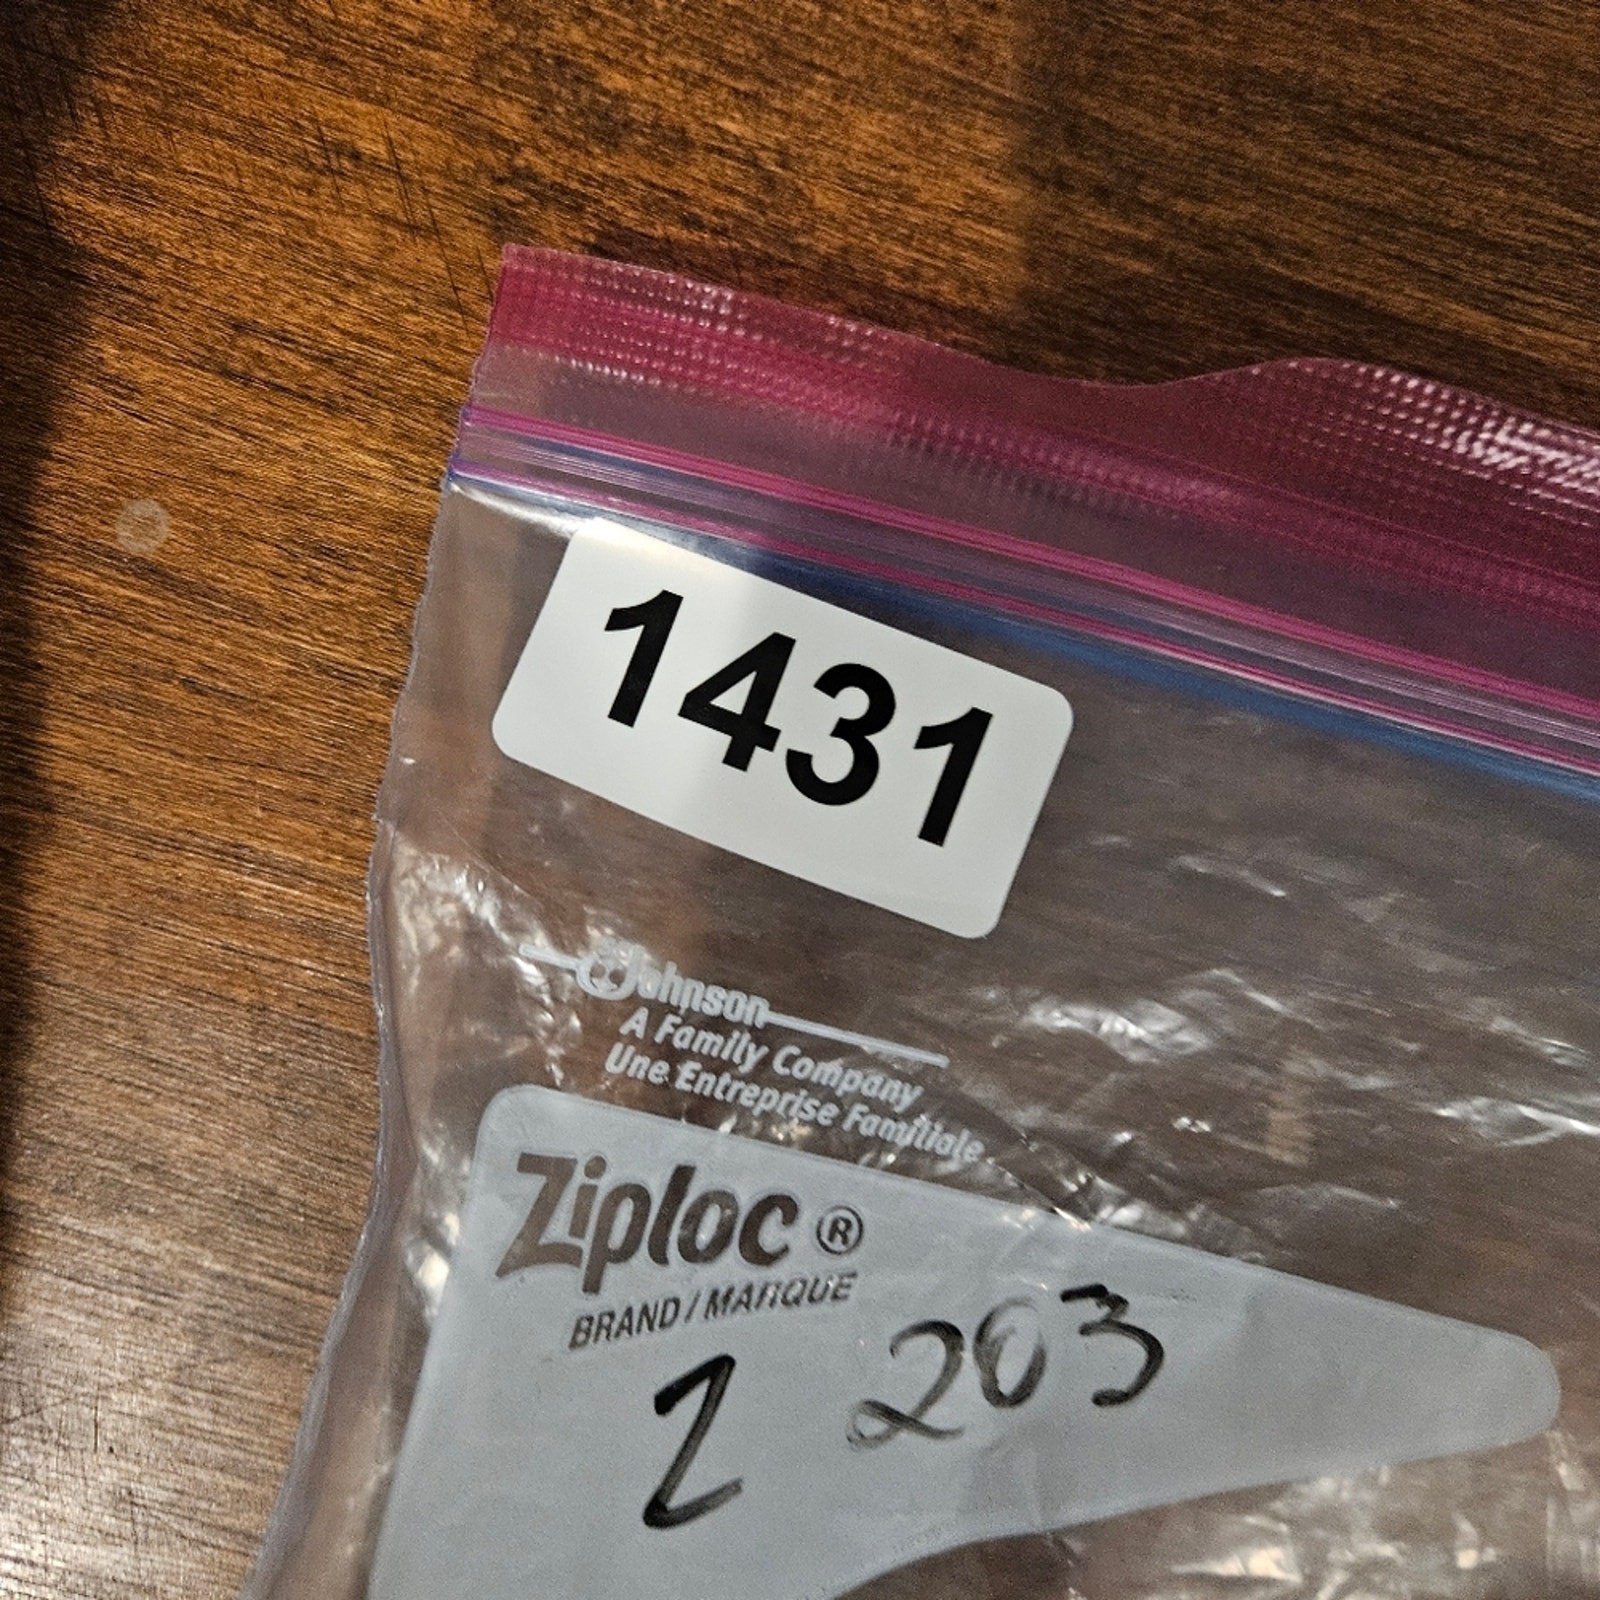 1431
Johnson
A Family Company
Une Entreprise Familiale
Ziploc ®
BRAND / MARQUE
2 203